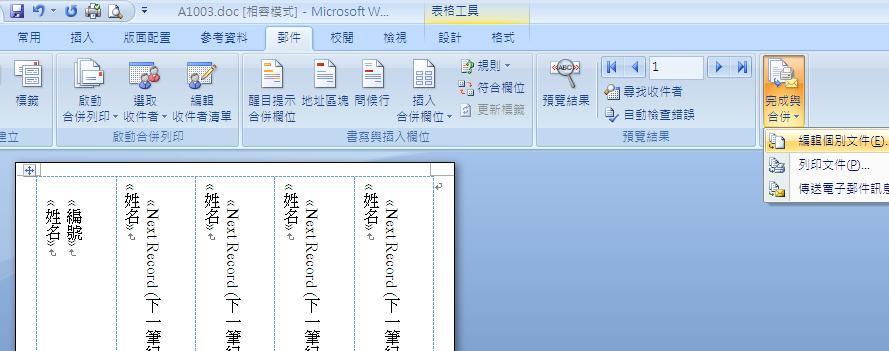 A1003.doc [相容模式] - Microsoft W...
表格工具
常用 插入 版面配置 參考資料 郵件 校閱 檢視 設計 格式
標籤
啟動
合併列印
選取
收件者
編輯
收件者清單
醒目提示
合併欄位
地址區塊
問候行
插入
合併欄位
規則
符合欄位
更新標籤
ABC
預覽結果
1
尋找收件者
自動檢查錯誤
完成與
合併
建立 啟動合併列印 書寫與插入欄位 預覽結果
編輯個別文件(E)...
列印文件(P)...
傳送電子郵件訊息
«Next Record (下一筆紀
«姓名»
«Next Record (下一筆紀
«姓名»
«Next Record (下一筆紀
«姓名»
«Next Record (下一筆紀
«姓名»
«編號»
«姓名»